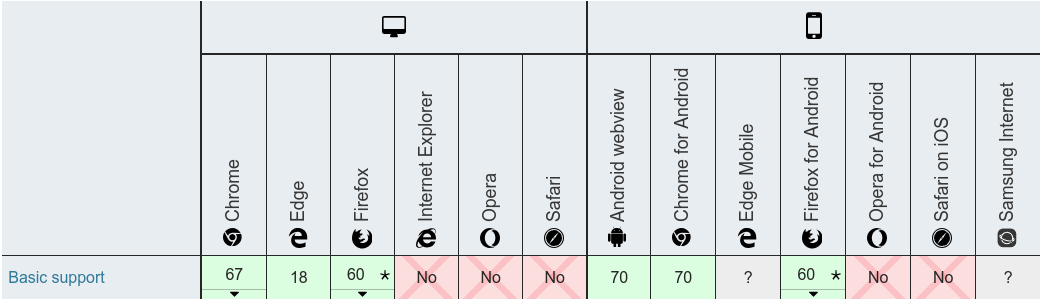 Chrome
Edge
Firefox
Internet Explorer
Opera
Safari
Android webview
Chrome for Android
Edge Mobile
Firefox for Android
Opera for Android
Safari on iOS
Samsung Internet
Basic support 67 18 60 * No No No 70 70 ? 60 * No No ?